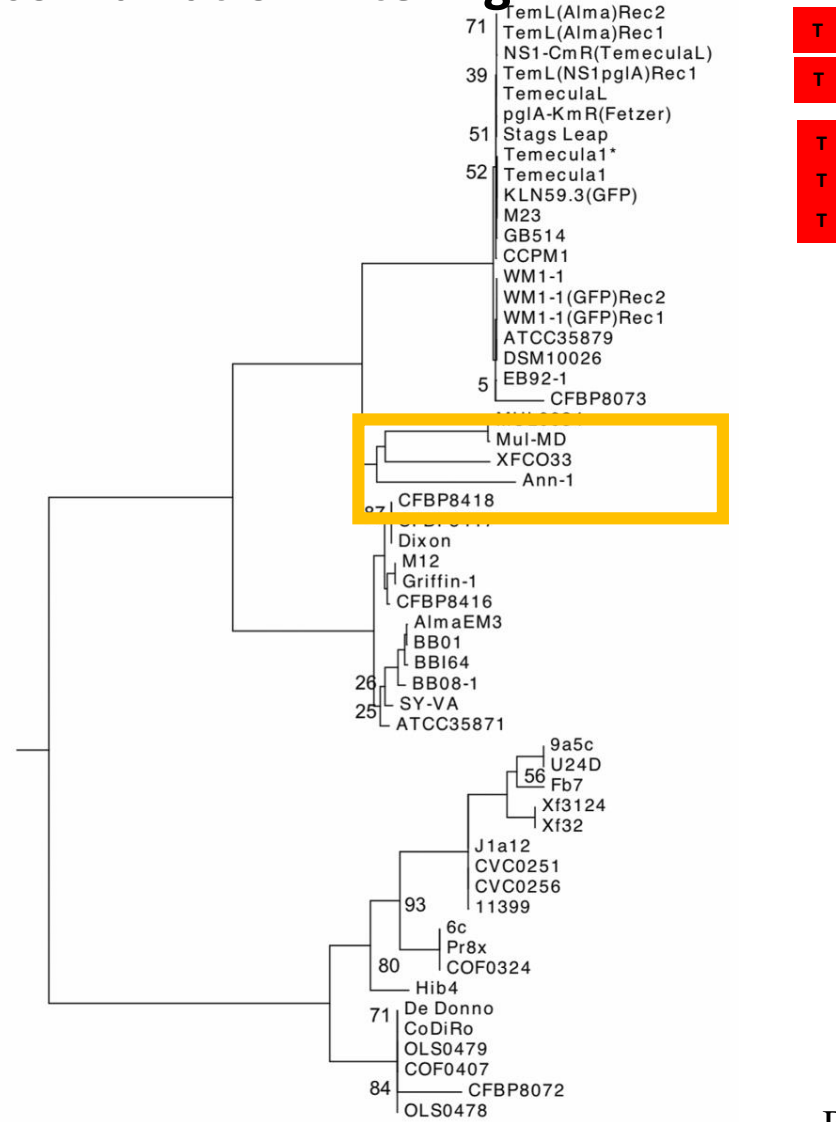 TemL(Alma)Rec2
71
T
TemL(Alma)Rec1
NS1-CmR(TemeculaL)
39
TemL(NS1pglA)Rec1
T
TemeculaL
pglA-KmR(Fetzer)
51
Stags Leap
T
Temecula1*
52
Temecula1
T
KLN59.3(GFP)
M23
T
GB514
CCPM1
WM1-1
WM1-1(GFP)Rec2
WM1-1(GFP)Rec1
ATCC35879
DSM10026
5
EB92-1
CFBP8073
Mul-MD
XFCO33
Ann-1
CFBP8418
87
Dixon
M12
Griffin-1
CFBP8416
AlmaEM3
BB01
BBI64
26
BB08-1
SY-VA
25
ATCC35871
9a5c
U24D
56
Fb7
Xf3124
Xf32
J1a12
CVC0251
CVC0256
93
11399
6c
Pr8x
80
COF0324
Hib4
De Donno
71
CoDiRo
OLS0479
COF0407
84
CFBP8072
OLS0478